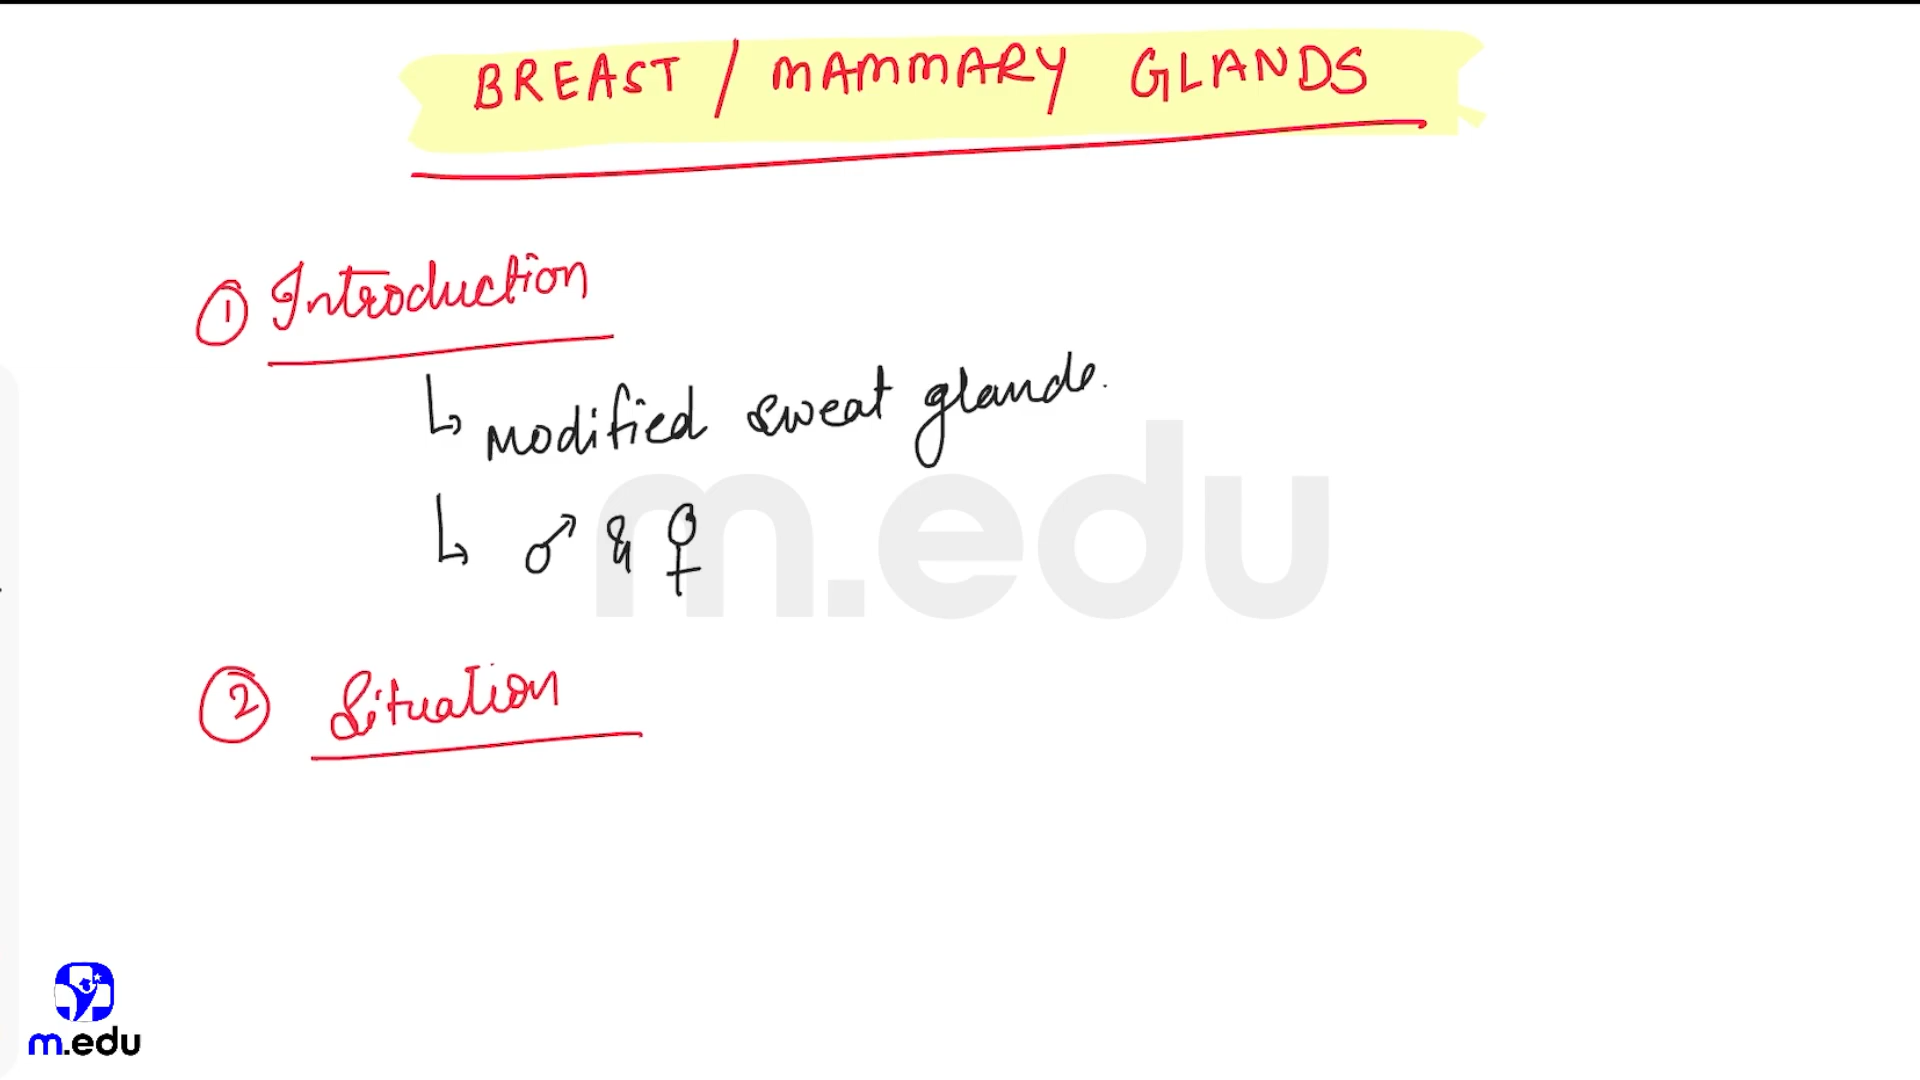 BREAST / MAMMARY GLANDS
① Introduction
↳ modified sweat glands.
↳ ♂ & ♀
m.edu
② Situation
m.edu